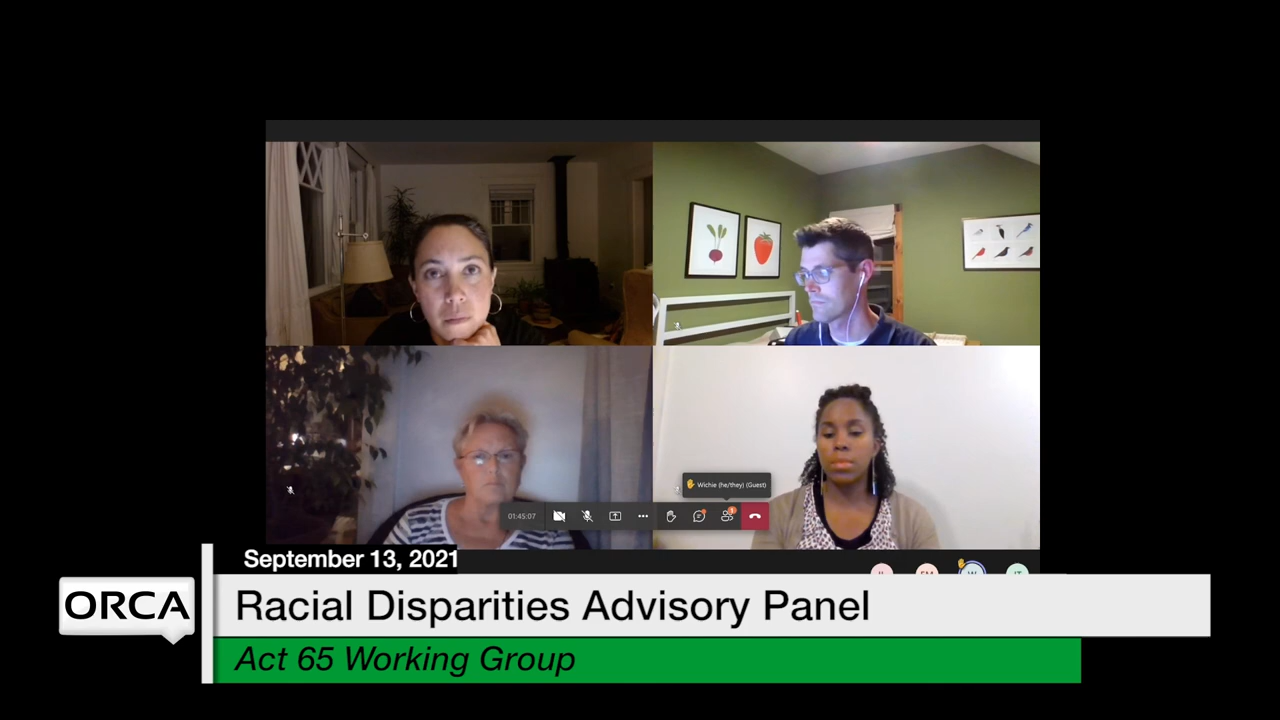 Wichie (he/they) (Guest)
01:45:07
W
September 13, 2021
ORCA
Racial Disparities Advisory Panel
Act 65 Working Group